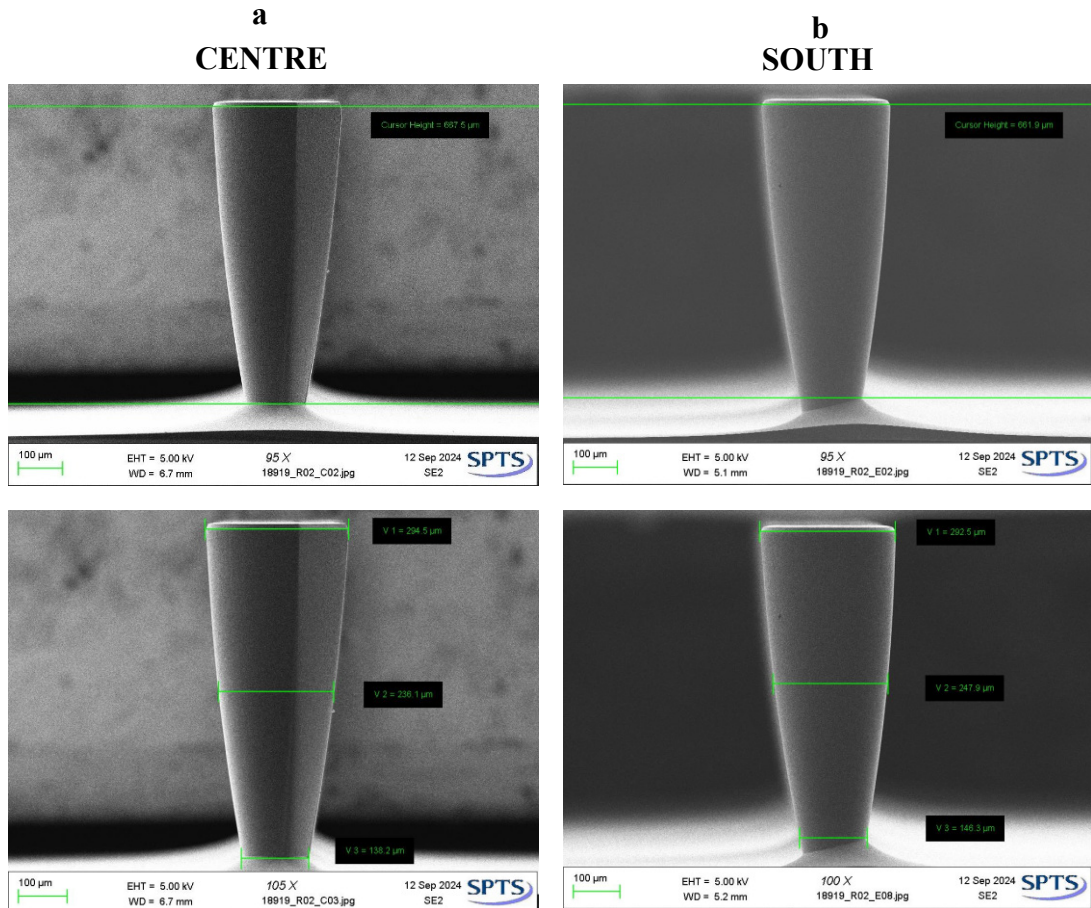 a
CENTRE
b
SOUTH
Cursor Height = 667.5 µm
100 µm
EHT = 5.00 kV
WD = 6.7 mm
95 X
18919_R02_C02.jpg
12 Sep 2024
SE2
SPTS
Cursor Height = 661.9 µm
100 µm
EHT = 5.00 kV
WD = 5.1 mm
95 X
18919_R02_E02.jpg
12 Sep 2024
SE2
SPTS
V 1 = 294.5 µm
V 2 = 236.1 µm
V 3 = 138.2 µm
100 µm
EHT = 5.00 kV
WD = 6.7 mm
105 X
18919_R02_C03.jpg
12 Sep 2024
SE2
SPTS
V 1 = 292.5 µm
V 2 = 247.9 µm
V 3 = 146.3 µm
100 µm
EHT = 5.00 kV
WD = 5.2 mm
100 X
18919_R02_E08.jpg
12 Sep 2024
SE2
SPTS